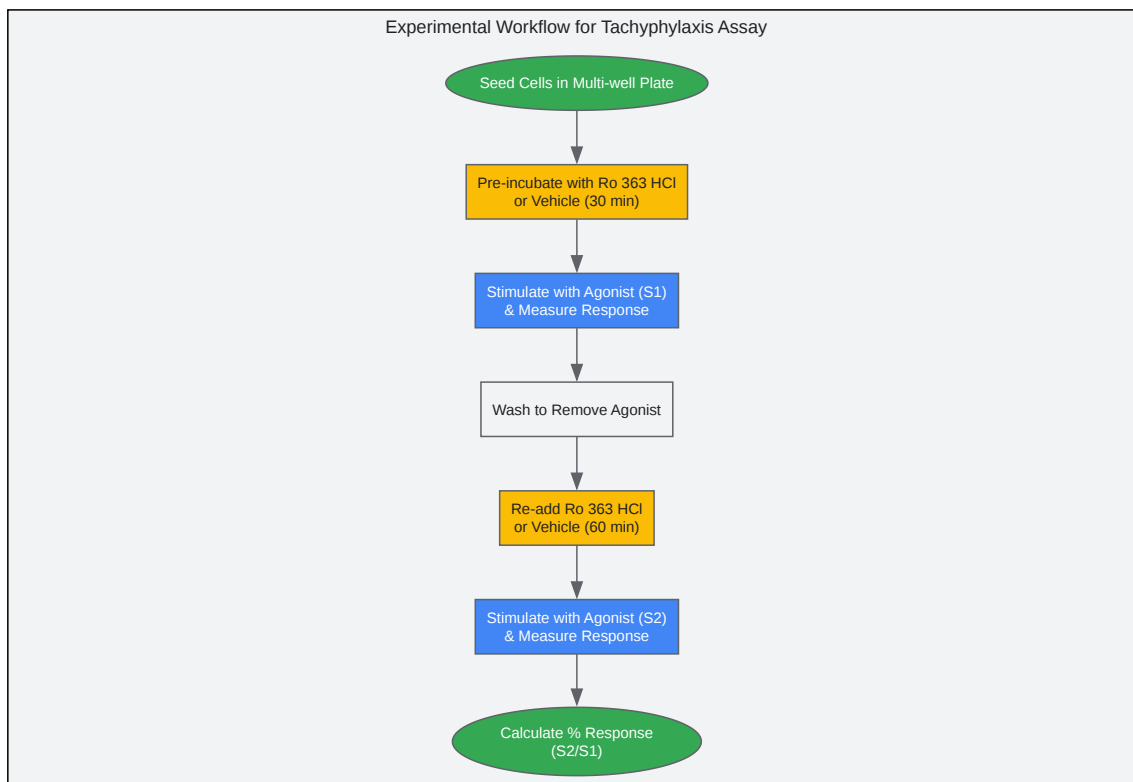 Experimental Workflow for Tachyphylaxis Assay
Seed Cells in Multi-well Plate
Pre-incubate with Ro 363 HCl
or Vehicle (30 min)
Stimulate with Agonist (S1)
& Measure Response
Wash to Remove Agonist
Re-add Ro 363 HCl
or Vehicle (60 min)
Stimulate with Agonist (S2)
& Measure Response
Calculate % Response
(S2/S1)